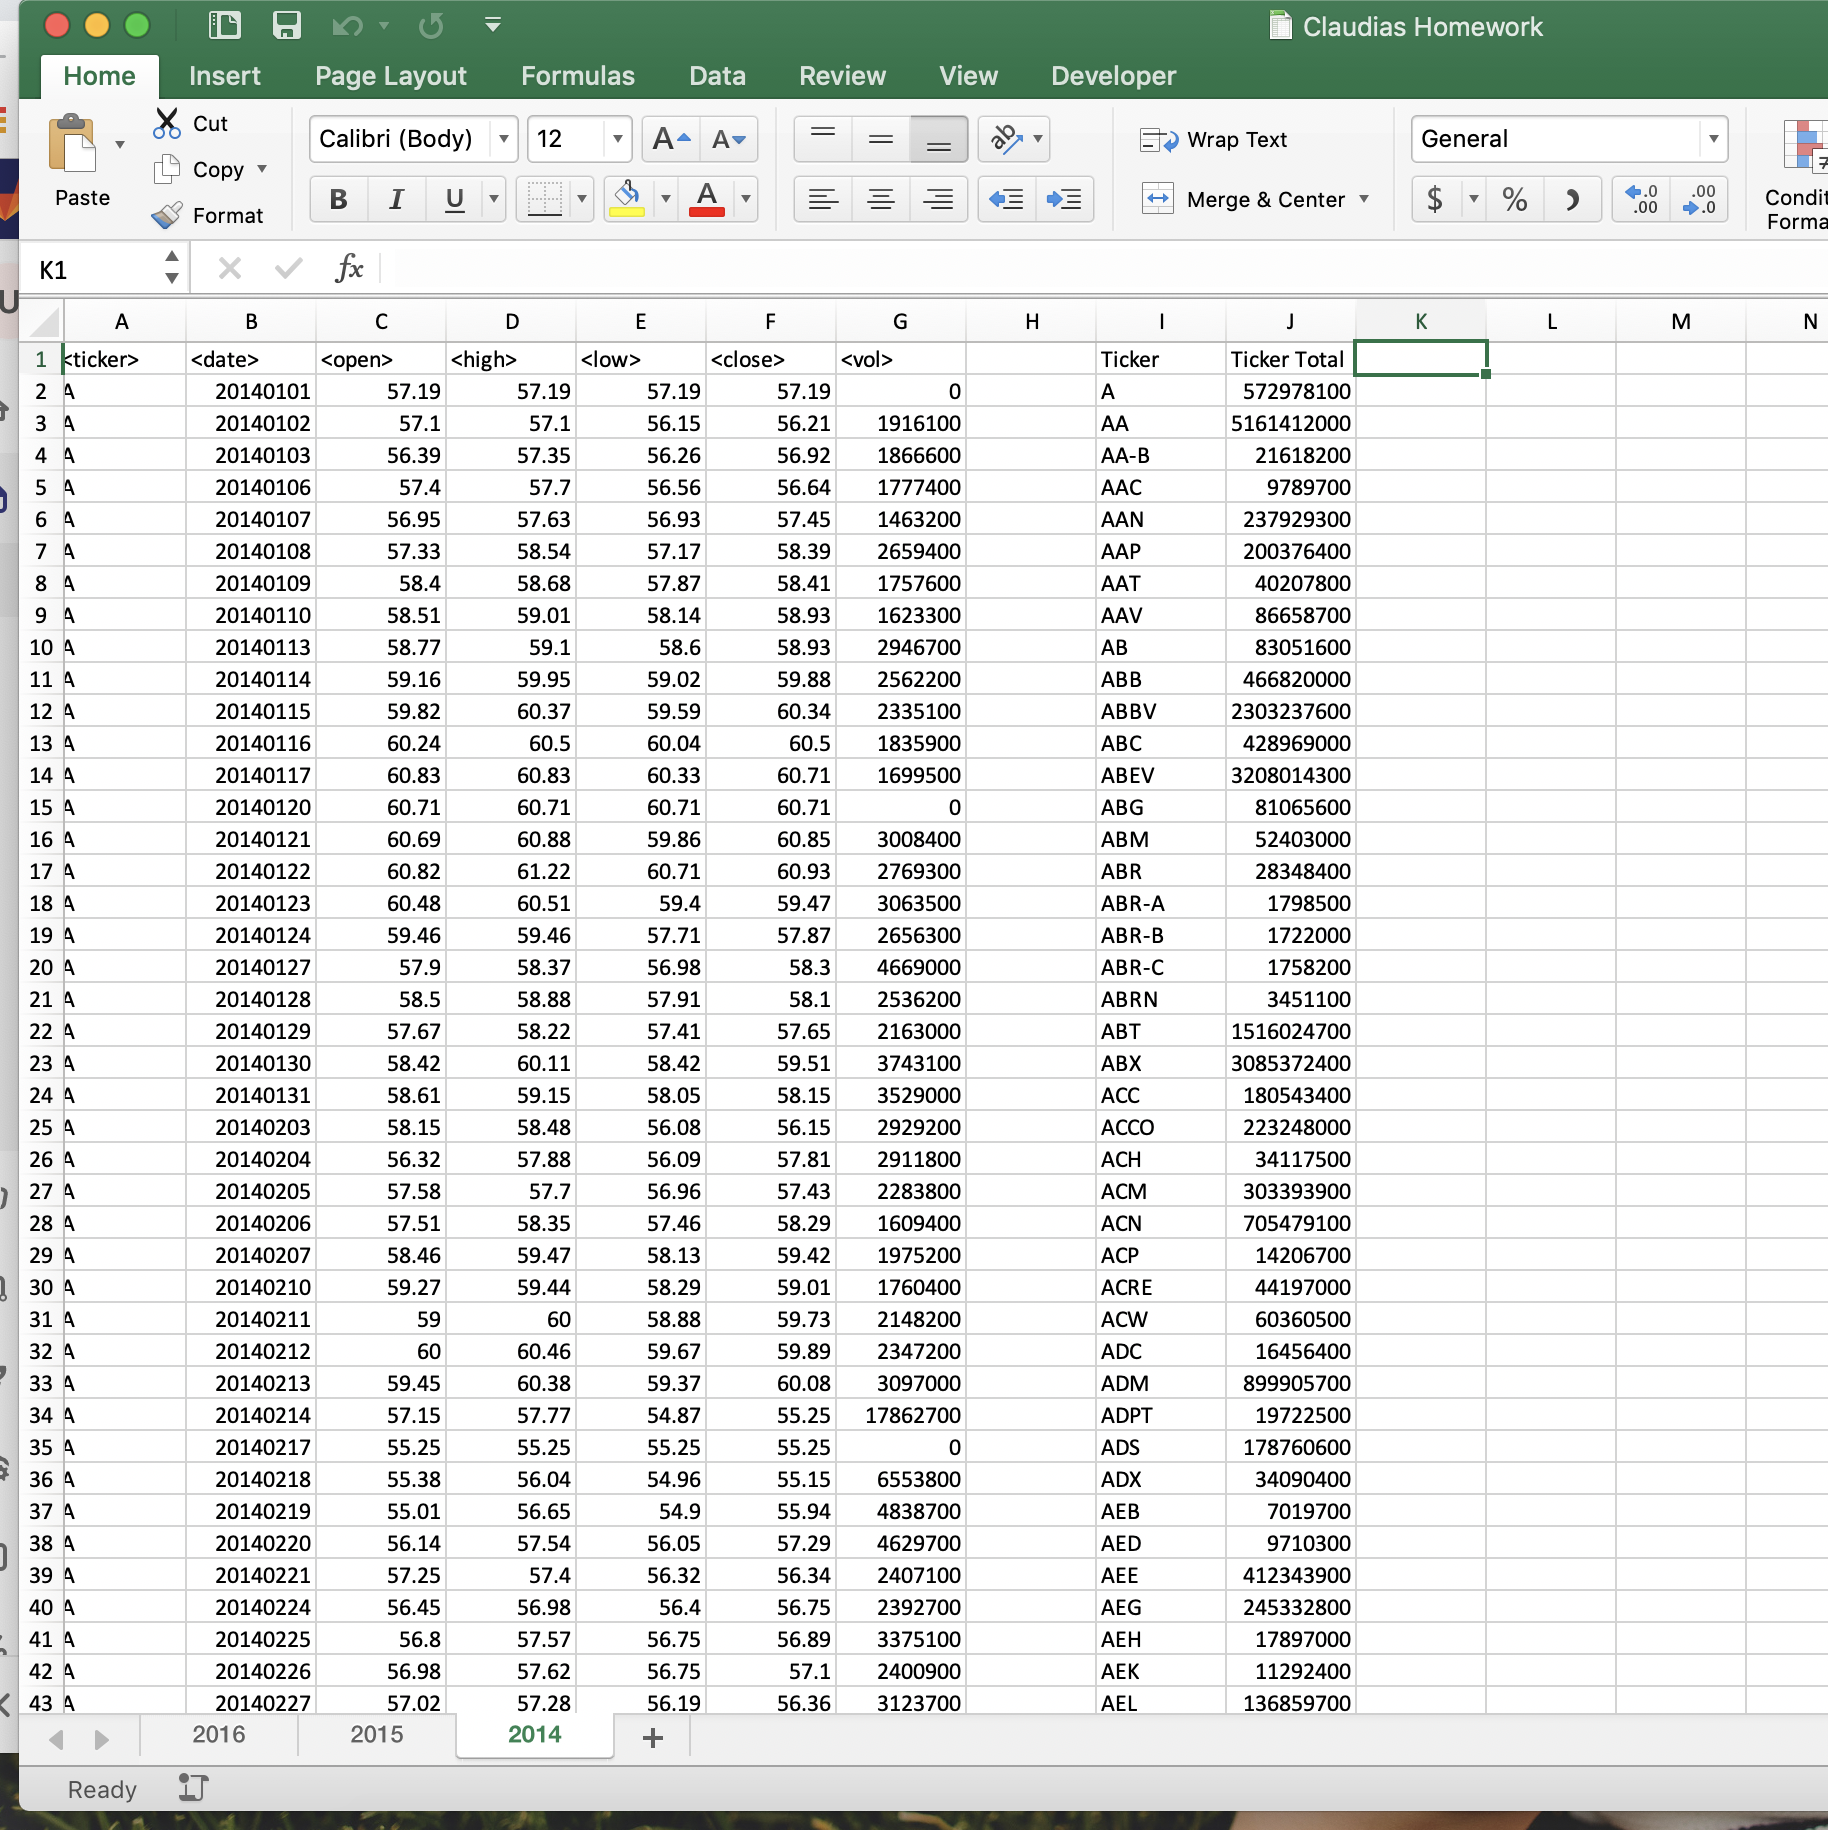 Claudias Homework
Home Insert Page Layout Formulas Data Review View Developer
Paste
Cut
Copy
Format
Calibri (Body) 12 A A
B I U A
ab
Wrap Text
Merge & Center
General
$ % .0 .00 .00 .0
K1 fx
A B C D E F G H I J K L M N
1 <ticker> <date> <open> <high> <low> <close> <vol> Ticker Ticker Total
2 A 20140101 57.19 57.19 57.19 57.19 0 A 572978100
3 A 20140102 57.1 57.1 56.15 56.21 1916100 AA 5161412000
4 A 20140103 56.39 57.35 56.26 56.92 1866600 AA-B 21618200
5 A 20140106 57.4 57.7 56.56 56.64 1777400 AAC 9789700
6 A 20140107 56.95 57.63 56.93 57.45 1463200 AAN 237929300
7 A 20140108 57.33 58.54 57.17 58.39 2659400 AAP 200376400
8 A 20140109 58.4 58.68 57.87 58.41 1757600 AAT 40207800
9 A 20140110 58.51 59.01 58.14 58.93 1623300 AAV 86658700
10 A 20140113 58.77 59.1 58.6 58.93 2946700 AB 83051600
11 A 20140114 59.16 59.95 59.02 59.88 2562200 ABB 466820000
12 A 20140115 59.82 60.37 59.59 60.34 2335100 ABBV 2303237600
13 A 20140116 60.24 60.5 60.04 60.5 1835900 ABC 428969000
14 A 20140117 60.83 60.83 60.33 60.71 1699500 ABEV 3208014300
15 A 20140120 60.71 60.71 60.71 60.71 0 ABG 81065600
16 A 20140121 60.69 60.88 59.86 60.85 3008400 ABM 52403000
17 A 20140122 60.82 61.22 60.71 60.93 2769300 ABR 28348400
18 A 20140123 60.48 60.51 59.4 59.47 3063500 ABR-A 1798500
19 A 20140124 59.46 59.46 57.71 57.87 2656300 ABR-B 1722000
20 A 20140127 57.9 58.37 56.98 58.3 4669000 ABR-C 1758200
21 A 20140128 58.5 58.88 57.91 58.1 2536200 ABRN 3451100
22 A 20140129 57.67 58.22 57.41 57.65 2163000 ABT 1516024700
23 A 20140130 58.42 60.11 58.42 59.51 3743100 ABX 3085372400
24 A 20140131 58.61 59.15 58.05 58.15 3529000 ACC 180543400
25 A 20140203 58.15 58.48 56.08 56.15 2929200 ACCO 223248000
26 A 20140204 56.32 57.88 56.09 57.81 2911800 ACH 34117500
27 A 20140205 57.58 57.7 56.96 57.43 2283800 ACM 303393900
28 A 20140206 57.51 58.35 57.46 58.29 1609400 ACN 705479100
29 A 20140207 58.46 59.47 58.13 59.42 1975200 ACP 14206700
30 A 20140210 59.27 59.44 58.29 59.01 1760400 ACRE 44197000
31 A 20140211 59 60 58.88 59.73 2148200 ACW 60360500
32 A 20140212 60 60.46 59.67 59.89 2347200 ADC 16456400
33 A 20140213 59.45 60.38 59.37 60.08 3097000 ADM 899905700
34 A 20140214 57.15 57.77 54.87 55.25 17862700 ADPT 19722500
35 A 20140217 55.25 55.25 55.25 55.25 0 ADS 178760600
36 A 20140218 55.38 56.04 54.96 55.15 6553800 ADX 34090400
37 A 20140219 55.01 56.65 54.9 55.94 4838700 AEB 7019700
38 A 20140220 56.14 57.54 56.05 57.29 4629700 AED 9710300
39 A 20140221 57.25 57.4 56.32 56.34 2407100 AEE 412343900
40 A 20140224 56.45 56.98 56.4 56.75 2392700 AEG 245332800
41 A 20140225 56.8 57.57 56.75 56.89 3375100 AEH 17897000
42 A 20140226 56.98 57.62 56.75 57.1 2400900 AEK 11292400
43 A 20140227 57.02 57.28 56.19 56.36 3123700 AEL 136859700
2016 2015 2014 +
Ready